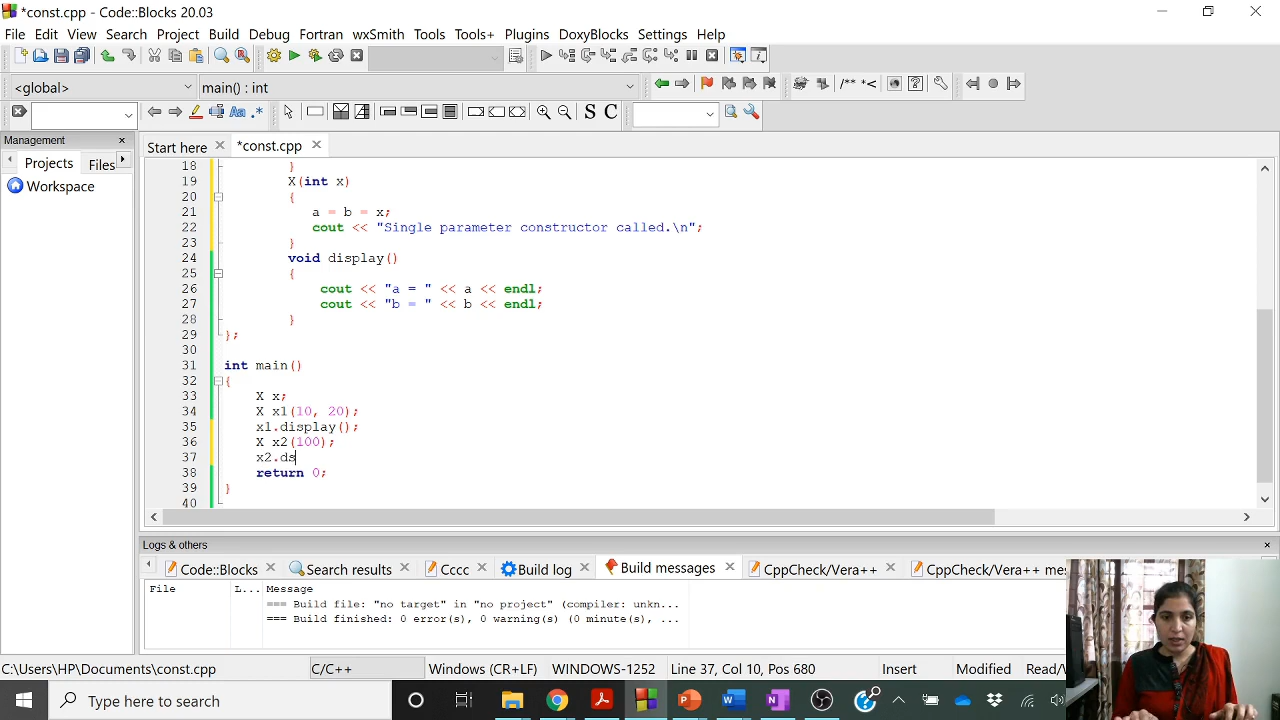 *const.cpp - Code::Blocks 20.03
File Edit View Search Project Build Debug Fortran wxSmith Tools Tools+ Plugins DoxyBlocks Settings Help
<global> main() : int
/** *<
Aa .* S C
Management
Start here *const.cpp
Projects Files
Workspace
18 }
19 X(int x)
20 {
21 a = b = x;
22 cout << "Single parameter constructor called.\n";
23 }
24 void display()
25 {
26 cout << "a = " << a << endl;
27 cout << "b = " << b << endl;
28 }
29 };
30
31 int main()
32 {
33 X x;
34 X x1(10, 20);
35 x1.display();
36 X x2(100);
37 x2.ds
38 return 0;
39 }
40
Logs & others
Code::Blocks Search results Ccc Build log Build messages CppCheck/Vera++ CppCheck/Vera++ me
File L... Message
=== Build file: "no target" in "no project" (compiler: unkn...
=== Build finished: 0 error(s), 0 warning(s) (0 minute(s), ...
C:\Users\HP\Documents\const.cpp C/C++ Windows (CR+LF) WINDOWS-1252 Line 37, Col 10, Pos 680 Insert Modified Read/
Type here to search